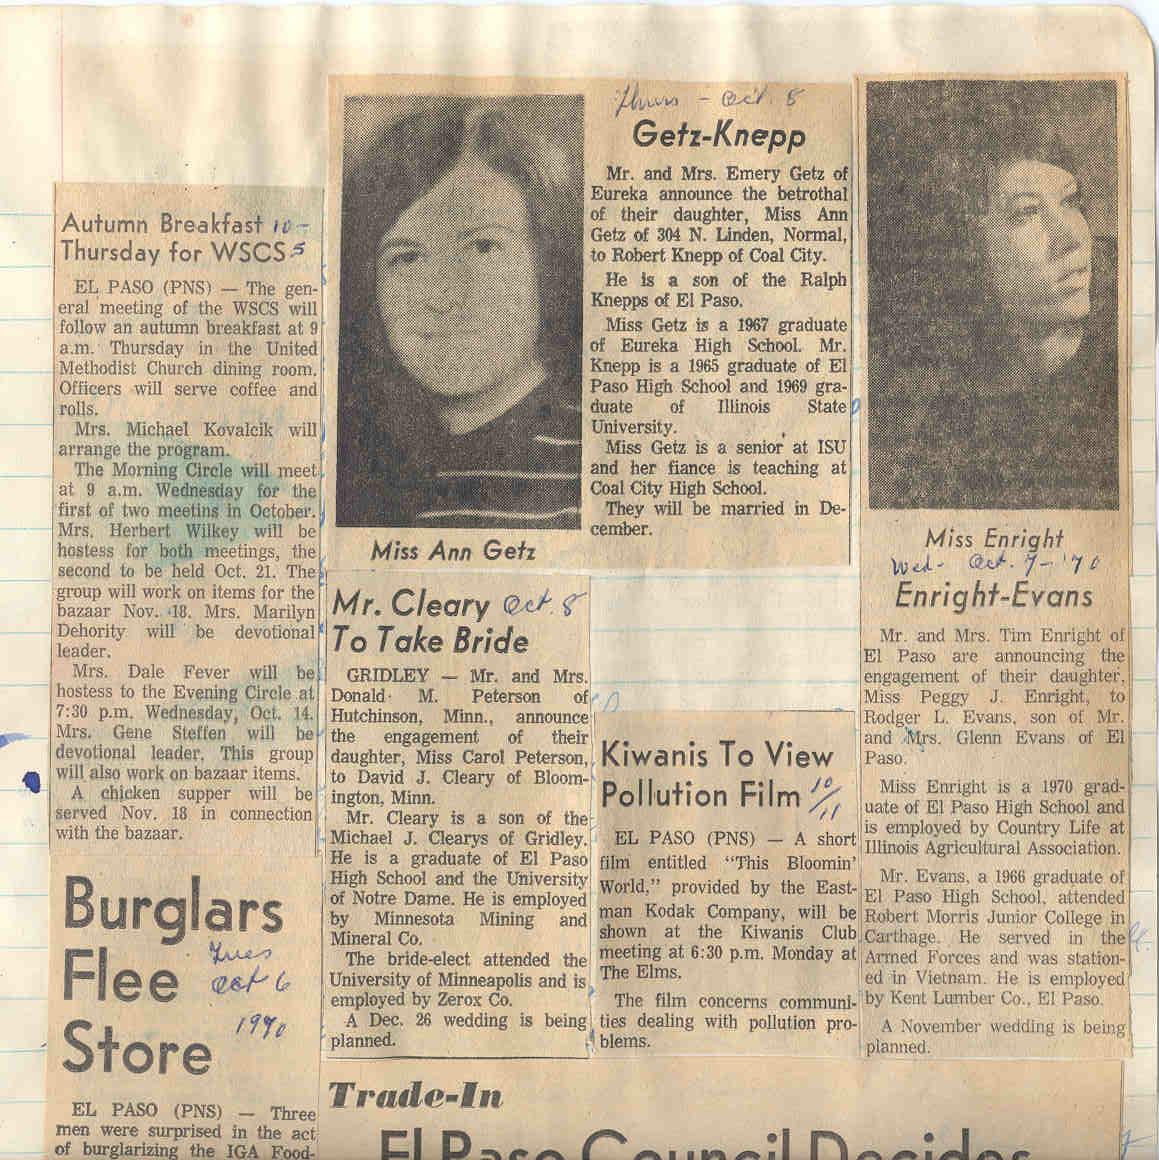 Autumn Breakfast 10-
Thursday for WSCS 5
EL PASO (PNS) — The gen-
eral meeting of the WSCS will
follow an autumn breakfast at 9
a.m. Thursday in the United
Methodist Church dining room.
Officers will serve coffee and
rolls.
Mrs. Michael Kovalcik will
arrange the program.
The Morning Circle will meet
at 9 a.m. Wednesday for the
first of two meetins in October.
Mrs. Herbert Wilkey will be
hostess for both meetings, the
second to be held Oct. 21. The
group will work on items for the
bazaar Nov. 18. Mrs. Marilyn
Dehority will be devotional
leader.
Mrs. Dale Fever will be
hostess to the Evening Circle at
7:30 p.m. Wednesday, Oct. 14.
Mrs. Gene Steffen will be
devotional leader. This group
will also work on bazaar items.
A chicken supper will be
served Nov. 18 in connection
with the bazaar.
Burglars
Flee Tues
Oct 6
1970
Store
EL PASO (PNS) — Three
men were surprised in the act
of burglarizing the IGA Food-
Miss Ann Getz
Thurs - Oct. 8
Getz-Knepp
Mr. and Mrs. Emery Getz of
Eureka announce the betrothal
of their daughter, Miss Ann
Getz of 304 N. Linden, Normal,
to Robert Knepp of Coal City.
He is a son of the Ralph
Knepps of El Paso.
Miss Getz is a 1967 graduate
of Eureka High School. Mr.
Knepp is a 1965 graduate of El
Paso High School and 1969 gra-
duate of Illinois State
University.
Miss Getz is a senior at ISU
and her fiance is teaching at
Coal City High School.
They will be married in De-
cember.
Mr. Cleary Oct. 8
To Take Bride
GRIDLEY — Mr. and Mrs.
Donald M. Peterson of
Hutchinson, Minn., announce
the engagement of their
daughter, Miss Carol Peterson,
to David J. Cleary of Bloom-
ington, Minn.
Mr. Cleary is a son of the
Michael J. Clearys of Gridley.
He is a graduate of El Paso
High School and the University
of Notre Dame. He is employed
by Minnesota Mining and
Mineral Co.
The bride-elect attended the
University of Minneapolis and is
employed by Zerox Co.
A Dec. 26 wedding is being
planned.
Kiwanis To View
Pollution Film 10/11
EL PASO (PNS) — A short
film entitled "This Bloomin'
World," provided by the East-
man Kodak Company, will be
shown at the Kiwanis Club
meeting at 6:30 p.m. Monday at
The Elms.
The film concerns communi-
ties dealing with pollution pro-
blems.
Miss Enright
Wed- Oct. 7-'70
Enright-Evans
Mr. and Mrs. Tim Enright of
El Paso are announcing the
engagement of their daughter,
Miss Peggy J. Enright, to
Rodger L. Evans, son of Mr.
and Mrs. Glenn Evans of El
Paso.
Miss Enright is a 1970 grad-
uate of El Paso High School and
is employed by Country Life at
Illinois Agricultural Association.
Mr. Evans, a 1966 graduate of
El Paso High School, attended
Robert Morris Junior College in
Carthage. He served in the
Armed Forces and was station-
ed in Vietnam. He is employed
by Kent Lumber Co., El Paso.
A November wedding is being
planned.
Trade-In
El Paso Council Decides